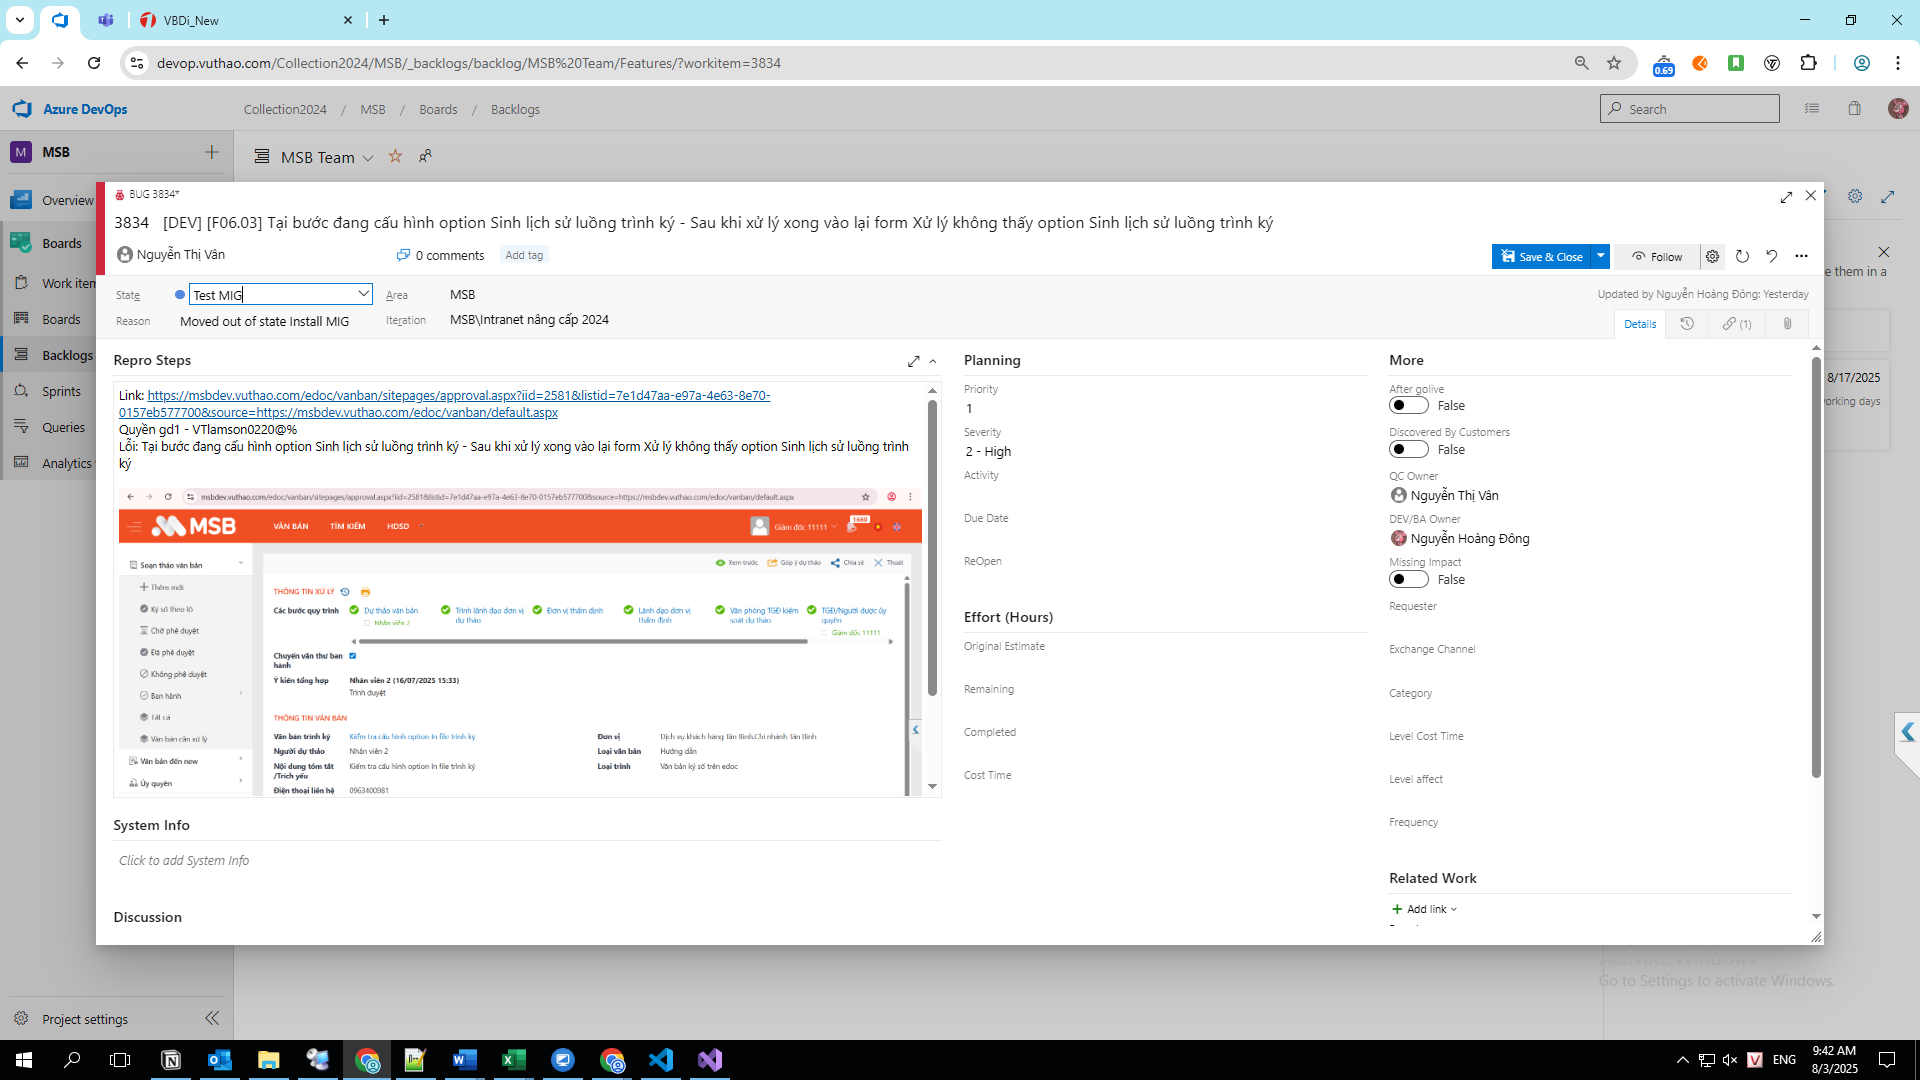 VBDi_New
devop.vuthao.com/Collection2024/MSB/_backlogs/backlog/MSB%20Team/Features/?workitem=3834
0.69
Azure DevOps
Collection2024 / MSB / Boards / Backlogs
Search
M MSB
MSB Team
Overview
Boards
Work item
Boards
Backlogs
Sprints
Queries
Analytics
Project settings
BUG 3834*
3834 [DEV] [F06.03] Tại bước đang cấu hình option Sinh lịch sử luồng trình ký - Sau khi xử lý xong vào lại form Xử lý không thấy option Sinh lịch sử luồng trình ký
Nguyễn Thị Vân
0 comments
Add tag
Save & Close
Follow
State
Test MIG
Area
MSB
Updated by Nguyễn Hoàng Đông: Yesterday
Reason
Moved out of state Install MIG
Iteration
MSB\Intranet nâng cấp 2024
Details
(1)
Repro Steps
Link: https://msbdev.vuthao.com/edoc/vanban/sitepages/approval.aspx?iid=2581&listid=7e1d47aa-e97a-4e63-8e70-
0157eb577700&source=https://msbdev.vuthao.com/edoc/vanban/default.aspx
Quyền gd1 - VTlamson0220@%
Lỗi: Tại bước đang cấu hình option Sinh lịch sử luồng trình ký - Sau khi xử lý xong vào lại form Xử lý không thấy option Sinh lịch sử luồng trình
ký
msbdev.vuthao.com/edoc/vanban/sitepages/approval.aspx?iid=2581&listid=7e1d47aa-e97a-4e63-8e70-0157eb577700&source=https://msbdev.vuthao.com/edoc/vanban/default.aspx
MSB
VĂN BẢN
TÌM KIẾM
HDSD
Giám đốc 11111
1660
Soạn thảo văn bản
Thêm mới
Ký số theo lô
Chờ phê duyệt
Đã phê duyệt
Không phê duyệt
Ban hành
Tất cả
Văn bản cần xử lý
Văn bản đến new
Ủy quyền
Xem trước
Góp ý dự thảo
Chia sẻ
Thoát
THÔNG TIN XỬ LÝ
Các bước quy trình
Dự thảo văn bản
Nhân viên 2
Trình lãnh đạo đơn vị
dự thảo
Đơn vị thẩm định
Lãnh đạo đơn vị
thẩm định
Văn phòng TGĐ kiểm
soát dự thảo
TGĐ/Người được ủy
quyền
Giám đốc 11111
Chuyển văn thư ban
hành
Ý kiến tổng hợp
Nhân viên 2 (16/07/2025 15:33)
Trình duyệt
THÔNG TIN VĂN BẢN
Văn bản trình ký
Kiểm tra cấu hình option In file trình ký
Đơn vị
Dịch vụ khách hàng Tân Bình,Chi nhánh Tân Bình
Người dự thảo
Nhân viên 2
Loại văn bản
Hướng dẫn
Nội dung tóm tắt
/Trích yếu
Kiểm tra cấu hình option In file trình ký
Loại trình
Văn bản ký số trên edoc
Điện thoại liên hệ
0963400981
System Info
Click to add System Info
Discussion
Planning
Priority
1
Severity
2 - High
Activity
Due Date
ReOpen
Effort (Hours)
Original Estimate
Remaining
Completed
Cost Time
More
After golive
False
Discovered By Customers
False
QC Owner
Nguyễn Thị Vân
DEV/BA Owner
Nguyễn Hoàng Đông
Missing Impact
False
Requester
Exchange Channel
Category
Level Cost Time
Level affect
Frequency
Related Work
Add link
e them in a
8/17/2025
orking days
Activate Windows
Go to Settings to activate Windows.
ENG
9:42 AM
8/3/2025